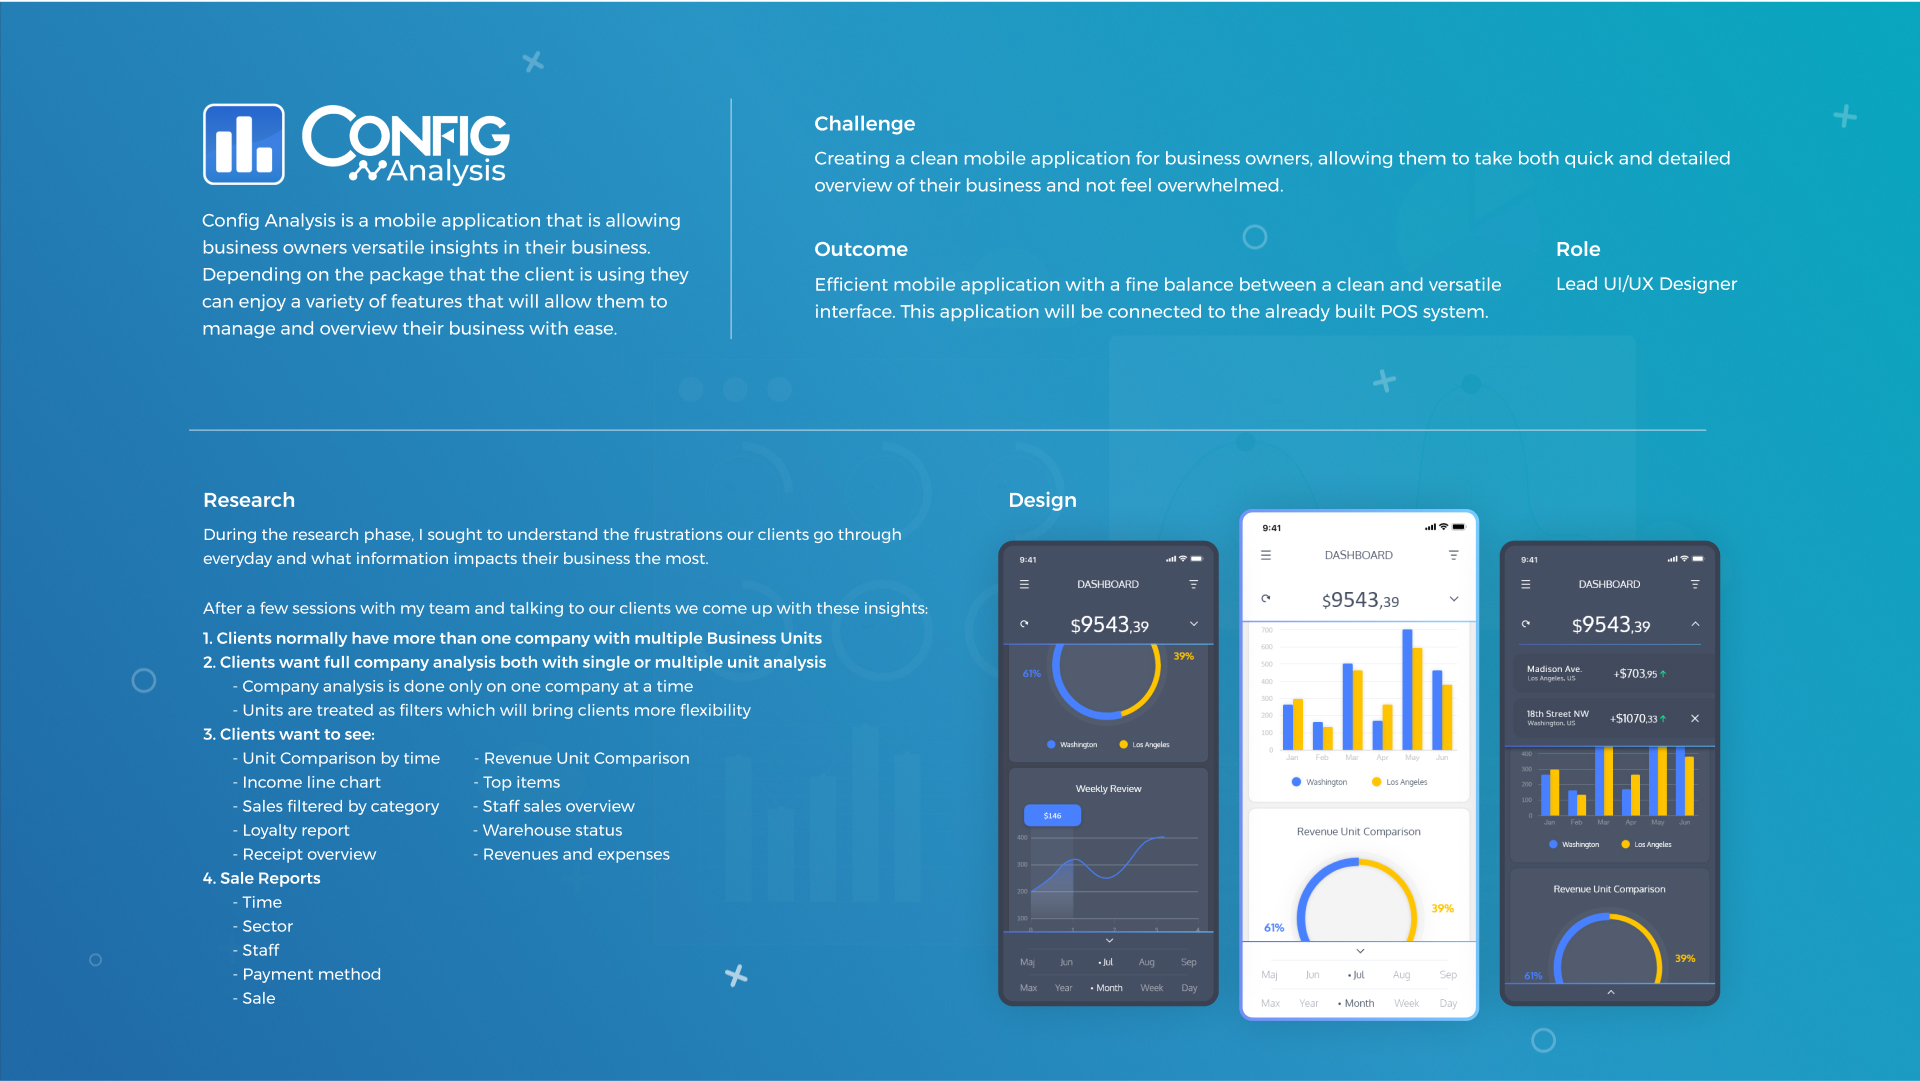 CONFIG
Analysis
Config Analysis is a mobile application that is allowing
business owners versatile insights in their business.
Depending on the package that the client is using they
can enjoy a variety of features that will allow them to
manage and overview their business with ease.
Challenge
Creating a clean mobile application for business owners, allowing them to take both quick and detailed
overview of their business and not feel overwhelmed.
Outcome
Efficient mobile application with a fine balance between a clean and versatile
interface. This application will be connected to the already built POS system.
Role
Lead UI/UX Designer
Research
During the research phase, I sought to understand the frustrations our clients go through
everyday and what information impacts their business the most.
After a few sessions with my team and talking to our clients we come up with these insights:
1. Clients normally have more than one company with multiple Business Units
2. Clients want full company analysis both with single or multiple unit analysis
- Company analysis is done only on one company at a time
- Units are treated as filters which will bring clients more flexibility
3. Clients want to see:
- Unit Comparison by time
- Income line chart
- Sales filtered by category
- Loyalty report
- Receipt overview
- Revenue Unit Comparison
- Top items
- Staff sales overview
- Warehouse status
- Revenues and expenses
4. Sale Reports
- Time
- Sector
- Staff
- Payment method
- Sale
Design
9:41
DASHBOARD
$9543,39
39%
61%
Washington Los Angeles
Weekly Review
$146
400
300
200
100
0 1 2 3 4
Maj Jun • Jul Aug Sep
Max Year • Month Week Day
9:41
DASHBOARD
$9543,39
700
600
500
400
300
200
100
0
Jan Feb Mar Apr May Jun
Washington Los Angeles
Revenue Unit Comparison
39%
61%
Maj Jun • Jul Aug Sep
Max Year • Month Week Day
9:41
DASHBOARD
$9543,39
Madison Ave.
Los Angeles, US
+$703,95
18th Street NW
Washington, US
+$1070,33
400
300
200
100
0
Jan Feb Mar Apr May Jun
Washington Los Angeles
Revenue Unit Comparison
39%
61%